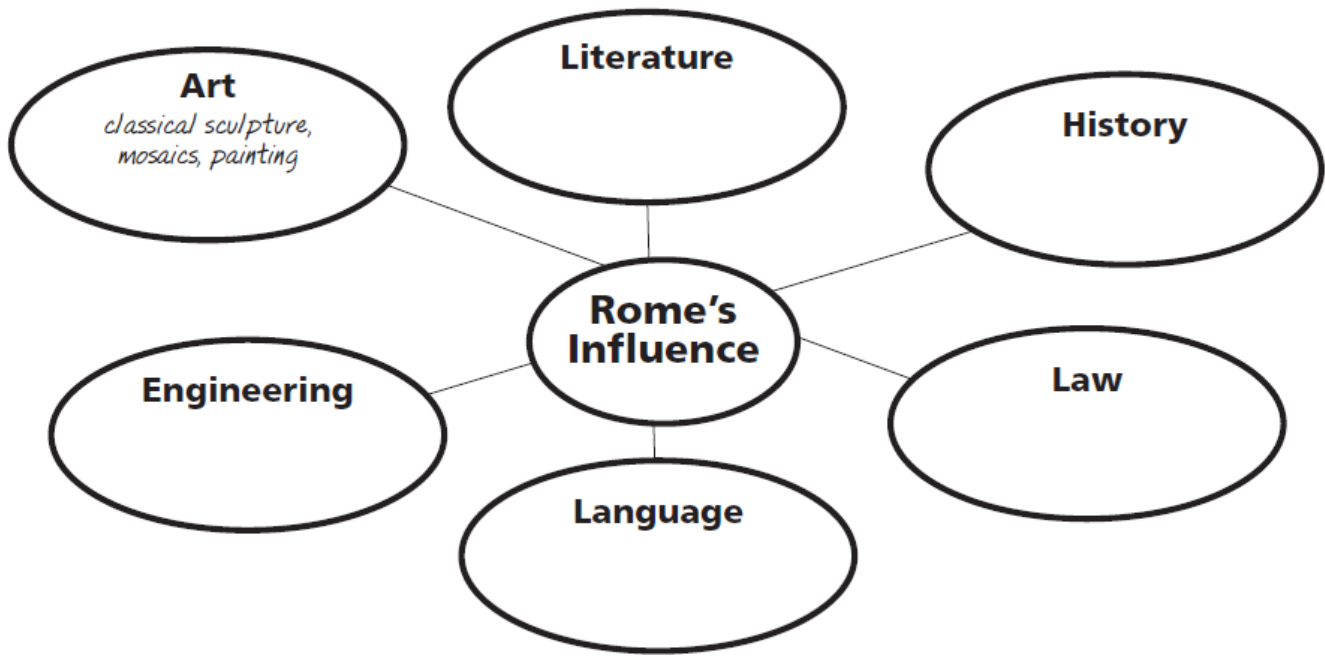 Art
classical sculpture,
mosaics, painting
Literature
History
Rome's
Influence
Engineering
Law
Language